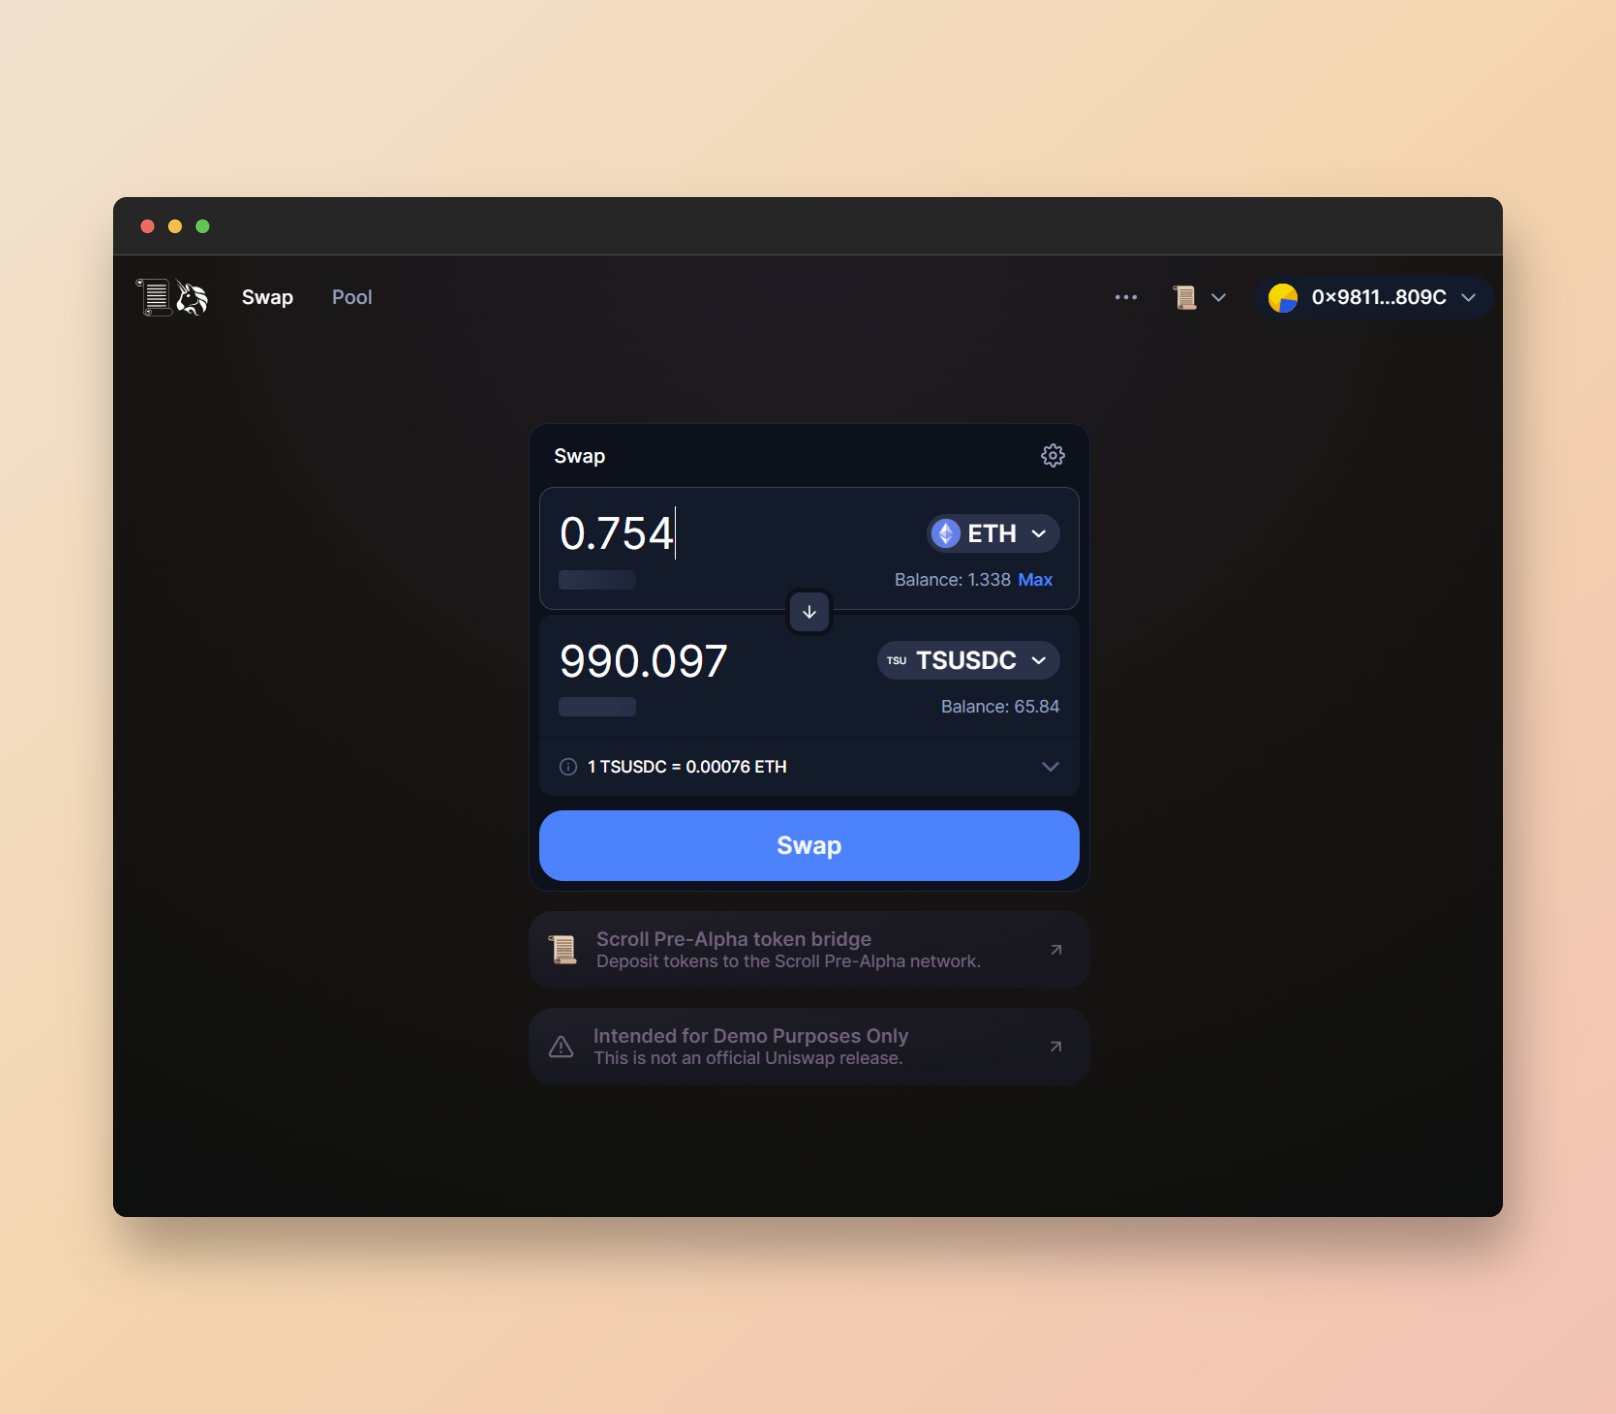 Swap
Pool
0x9811...809C
Swap
0.754
ETH
Balance: 1.338 Max
990.097
TSU
TSUSDC
Balance: 65.84
1 TSUSDC = 0.00076 ETH
Swap
Scroll Pre-Alpha token bridge
Deposit tokens to the Scroll Pre-Alpha network.
Intended for Demo Purposes Only
This is not an official Uniswap release.